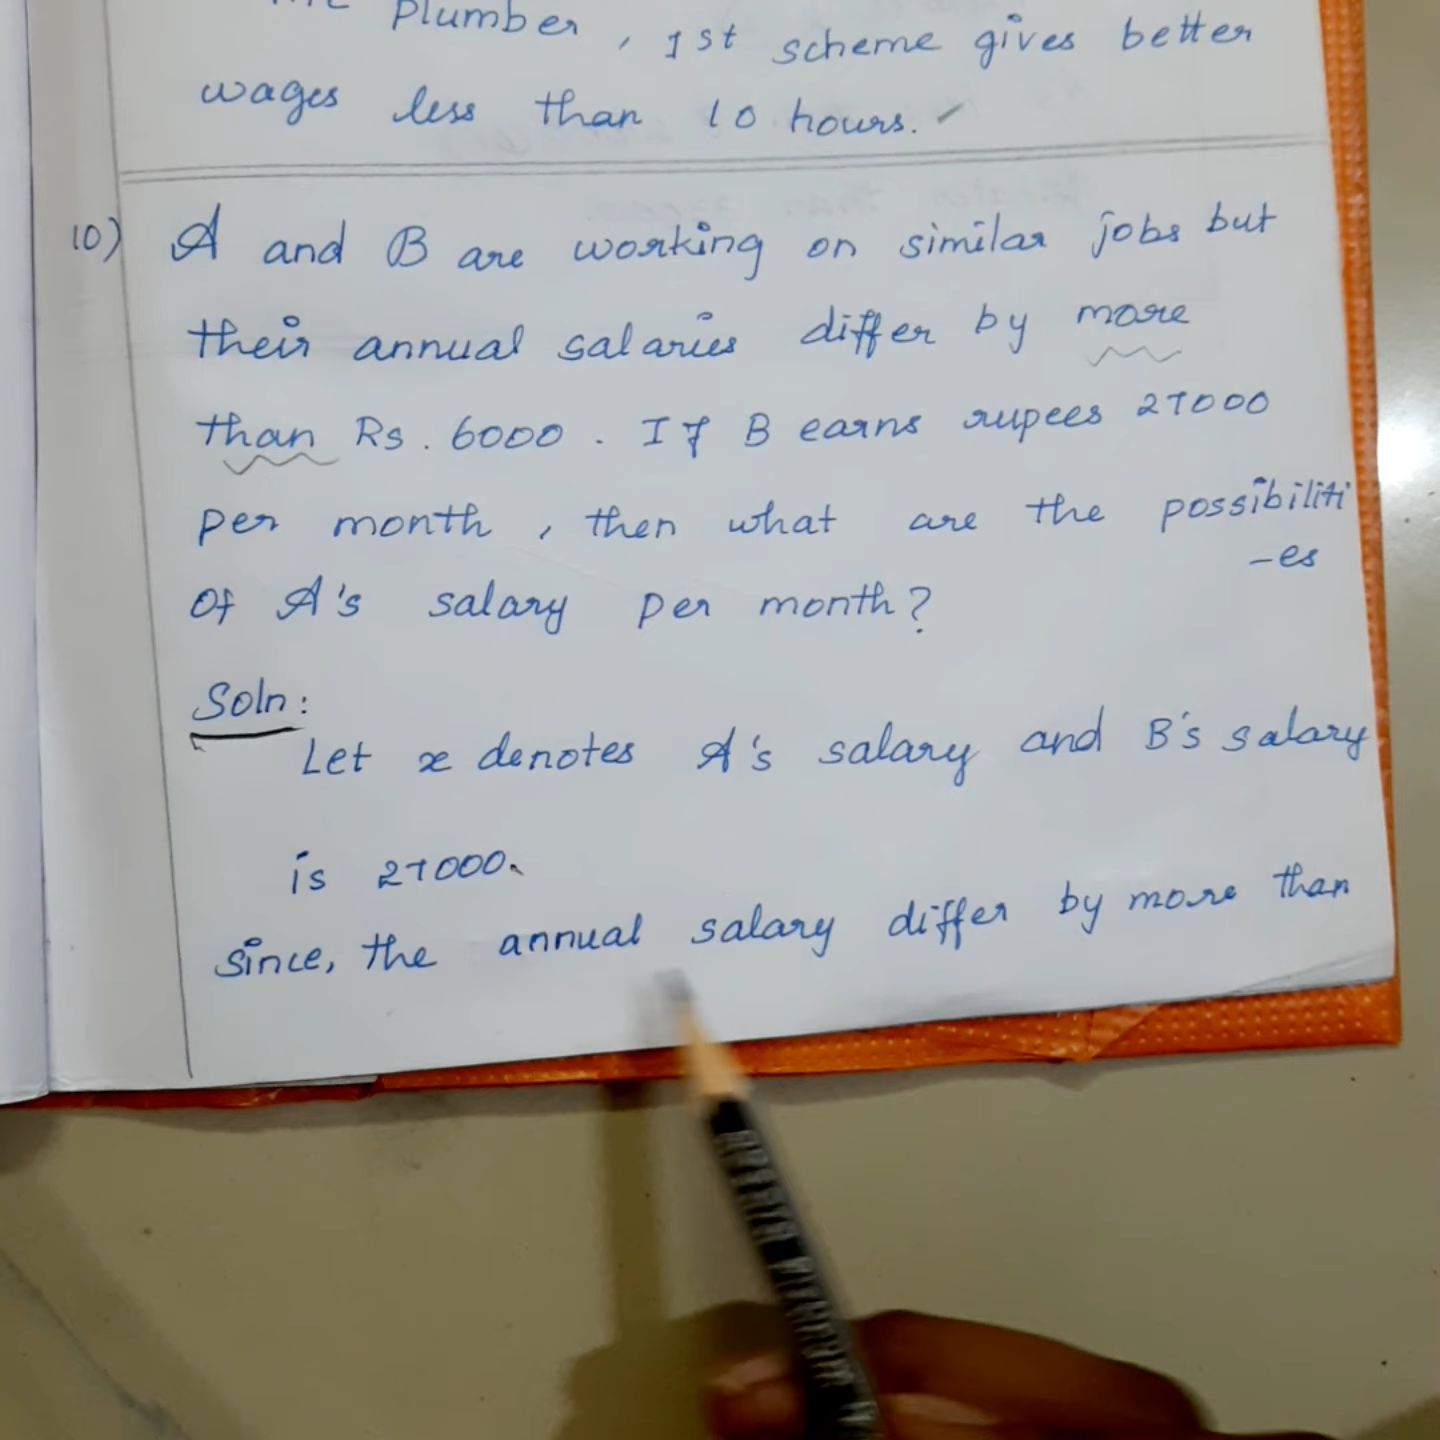 Plumber, 1st scheme gives better
wages less than 10 hours.
10) A and B are working on similar jobs but
their annual salaries differ by more
than Rs. 6000. If B earns rupees 27000
per month, then what are the possibiliti
-es
Of A's salary per month?
Soln:
Let x denotes A's salary and B's salary
is 27000.
since, the annual salary differ by more than